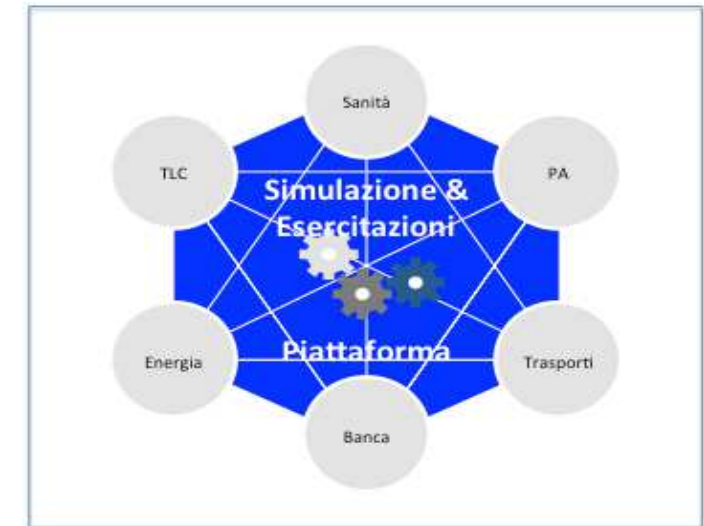 Sanità
TLC
PA
Simulazione &
Esercitazioni
Piattaforma
Energia
Trasporti
Banca